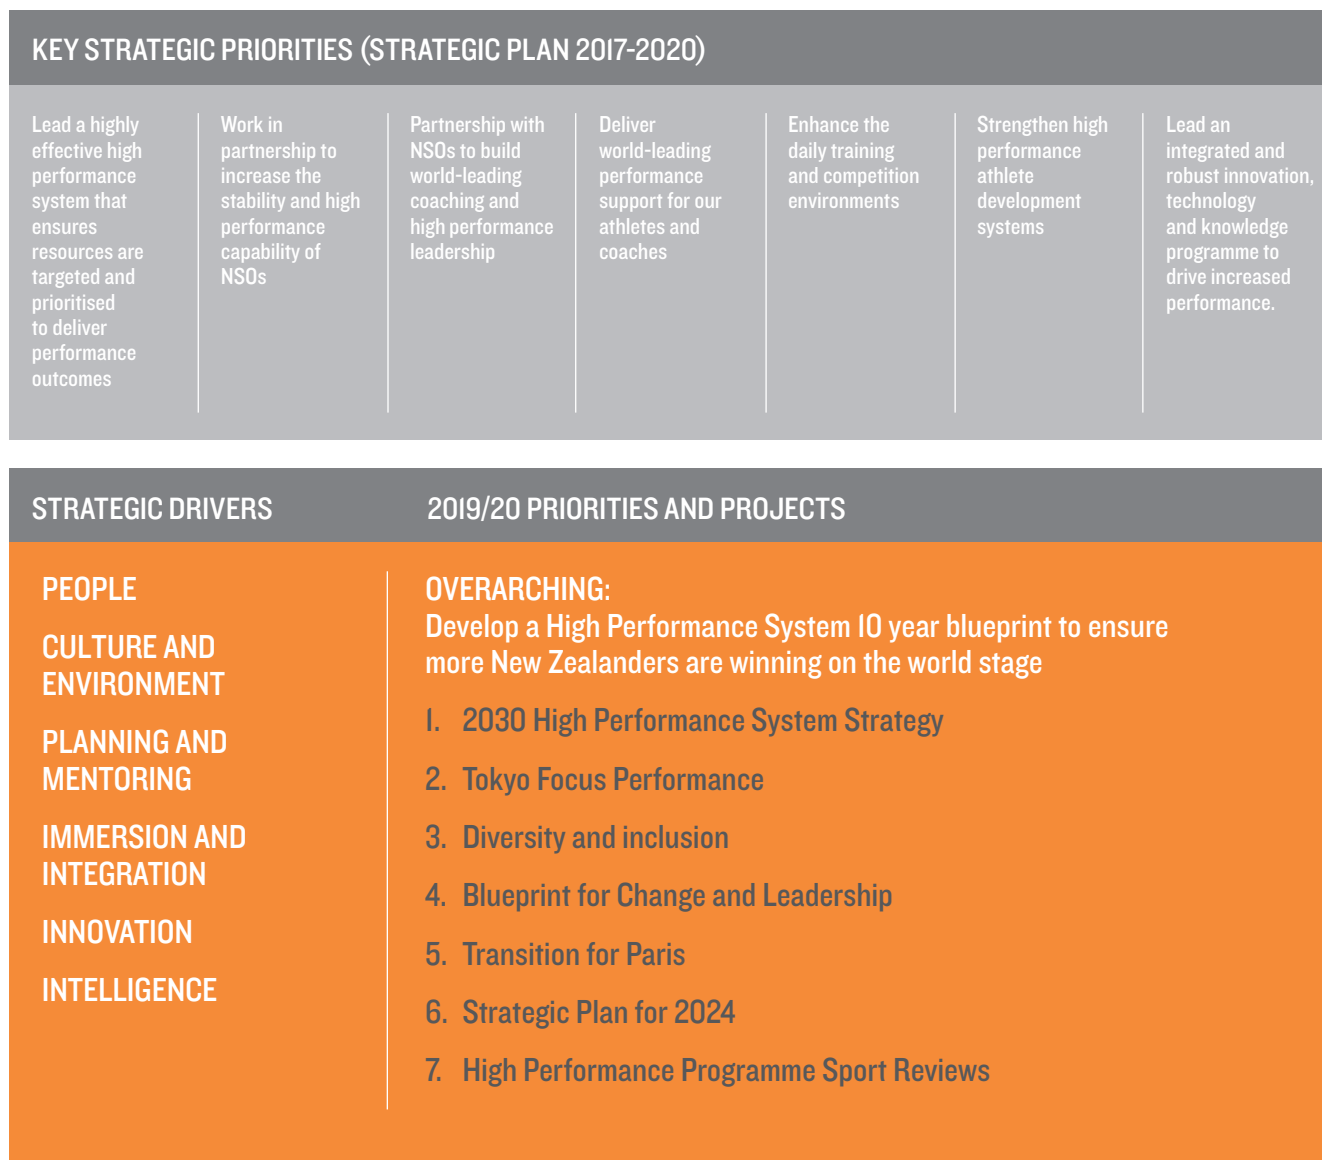 KEY STRATEGIC PRIORITIES (STRATEGIC PLAN 2017-2020)
Lead a highly
effective high
performance
system that
ensures
resources are
targeted and
prioritised
to deliver
performance
outcomes
Work in
partnership to
increase the
stability and high
performance
capability of
NSOs
Partnership with
NSOs to build
world-leading
coaching and
high performance
leadership
Deliver
world-leading
performance
support for our
athletes and
coaches
Enhance the
daily training
and competition
environments
Strengthen high
performance
athlete
development
systems
Lead an
integrated and
robust innovation,
technology
and knowledge
programme to
drive increased
performance.
STRATEGIC DRIVERS
PEOPLE
CULTURE AND
ENVIRONMENT
PLANNING AND
MENTORING
IMMERSION AND
INTEGRATION
INNOVATION
INTELLIGENCE
2019/20 PRIORITIES AND PROJECTS
OVERARCHING:
Develop a High Performance System 10 year blueprint to ensure
more New Zealanders are winning on the world stage
1. 2030 High Performance System Strategy
2. Tokyo Focus Performance
3. Diversity and inclusion
4. Blueprint for Change and Leadership
5. Transition for Paris
6. Strategic Plan for 2024
7. High Performance Programme Sport Reviews